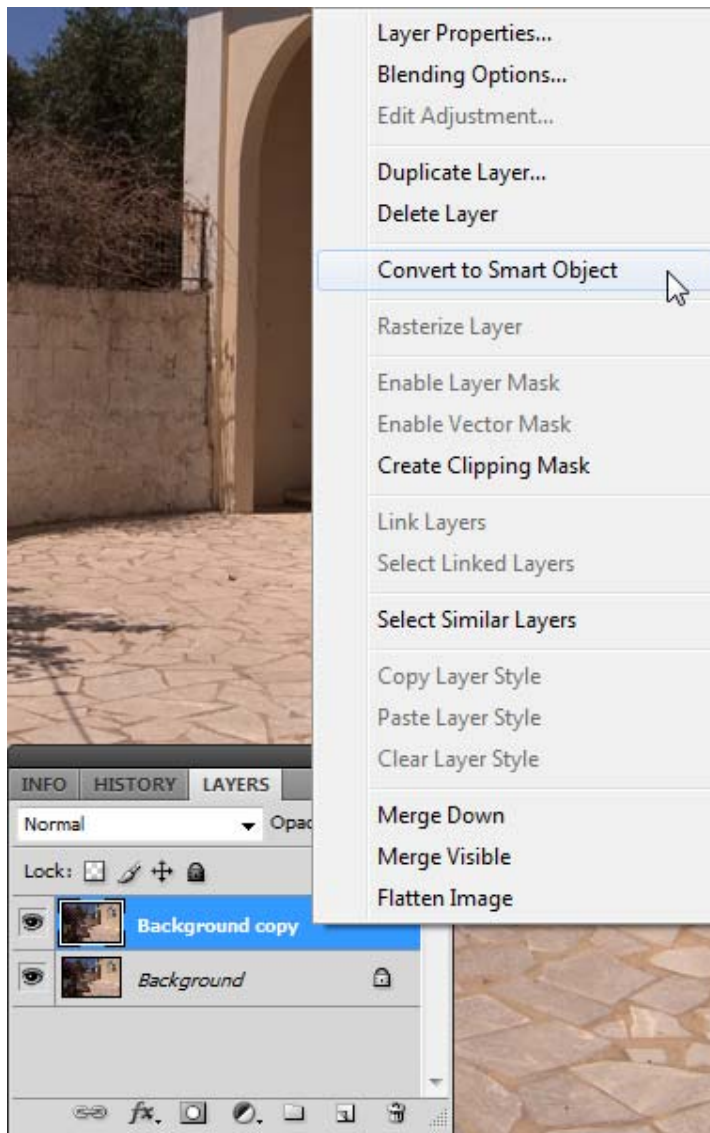 Layer Properties...
Blending Options...
Edit Adjustment...
Duplicate Layer...
Delete Layer
Convert to Smart Object
Rasterize Layer
Enable Layer Mask
Enable Vector Mask
Create Clipping Mask
Link Layers
Select Linked Layers
Select Similar Layers
Copy Layer Style
Paste Layer Style
Clear Layer Style
Merge Down
Merge Visible
Flatten Image
INFO HISTORY LAYERS
Normal
Lock:
Background copy
Background
fx.